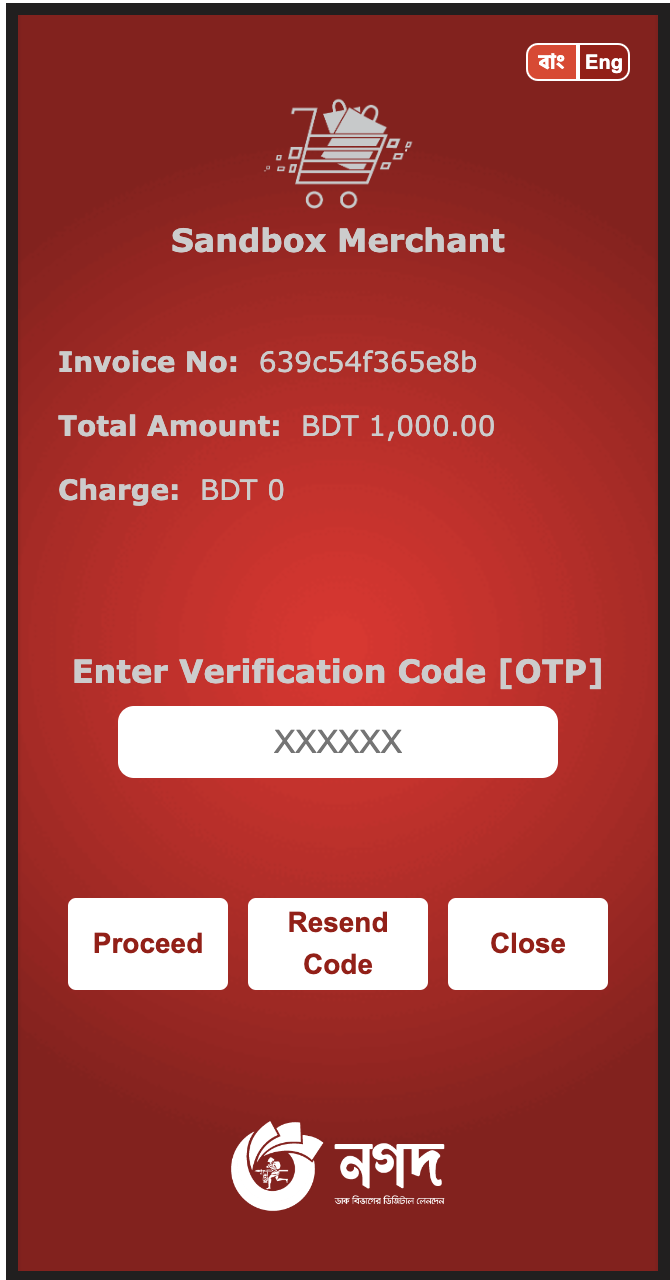 বাং Eng
Sandbox Merchant
Invoice No: 639c54f365e8b
Total Amount: BDT 1,000.00
Charge: BDT 0
Enter Verification Code [OTP]
XXXXXX
Proceed
Resend
Code
Close
নগদ
ডাক বিভাগের ডিজিটাল লেনদেন